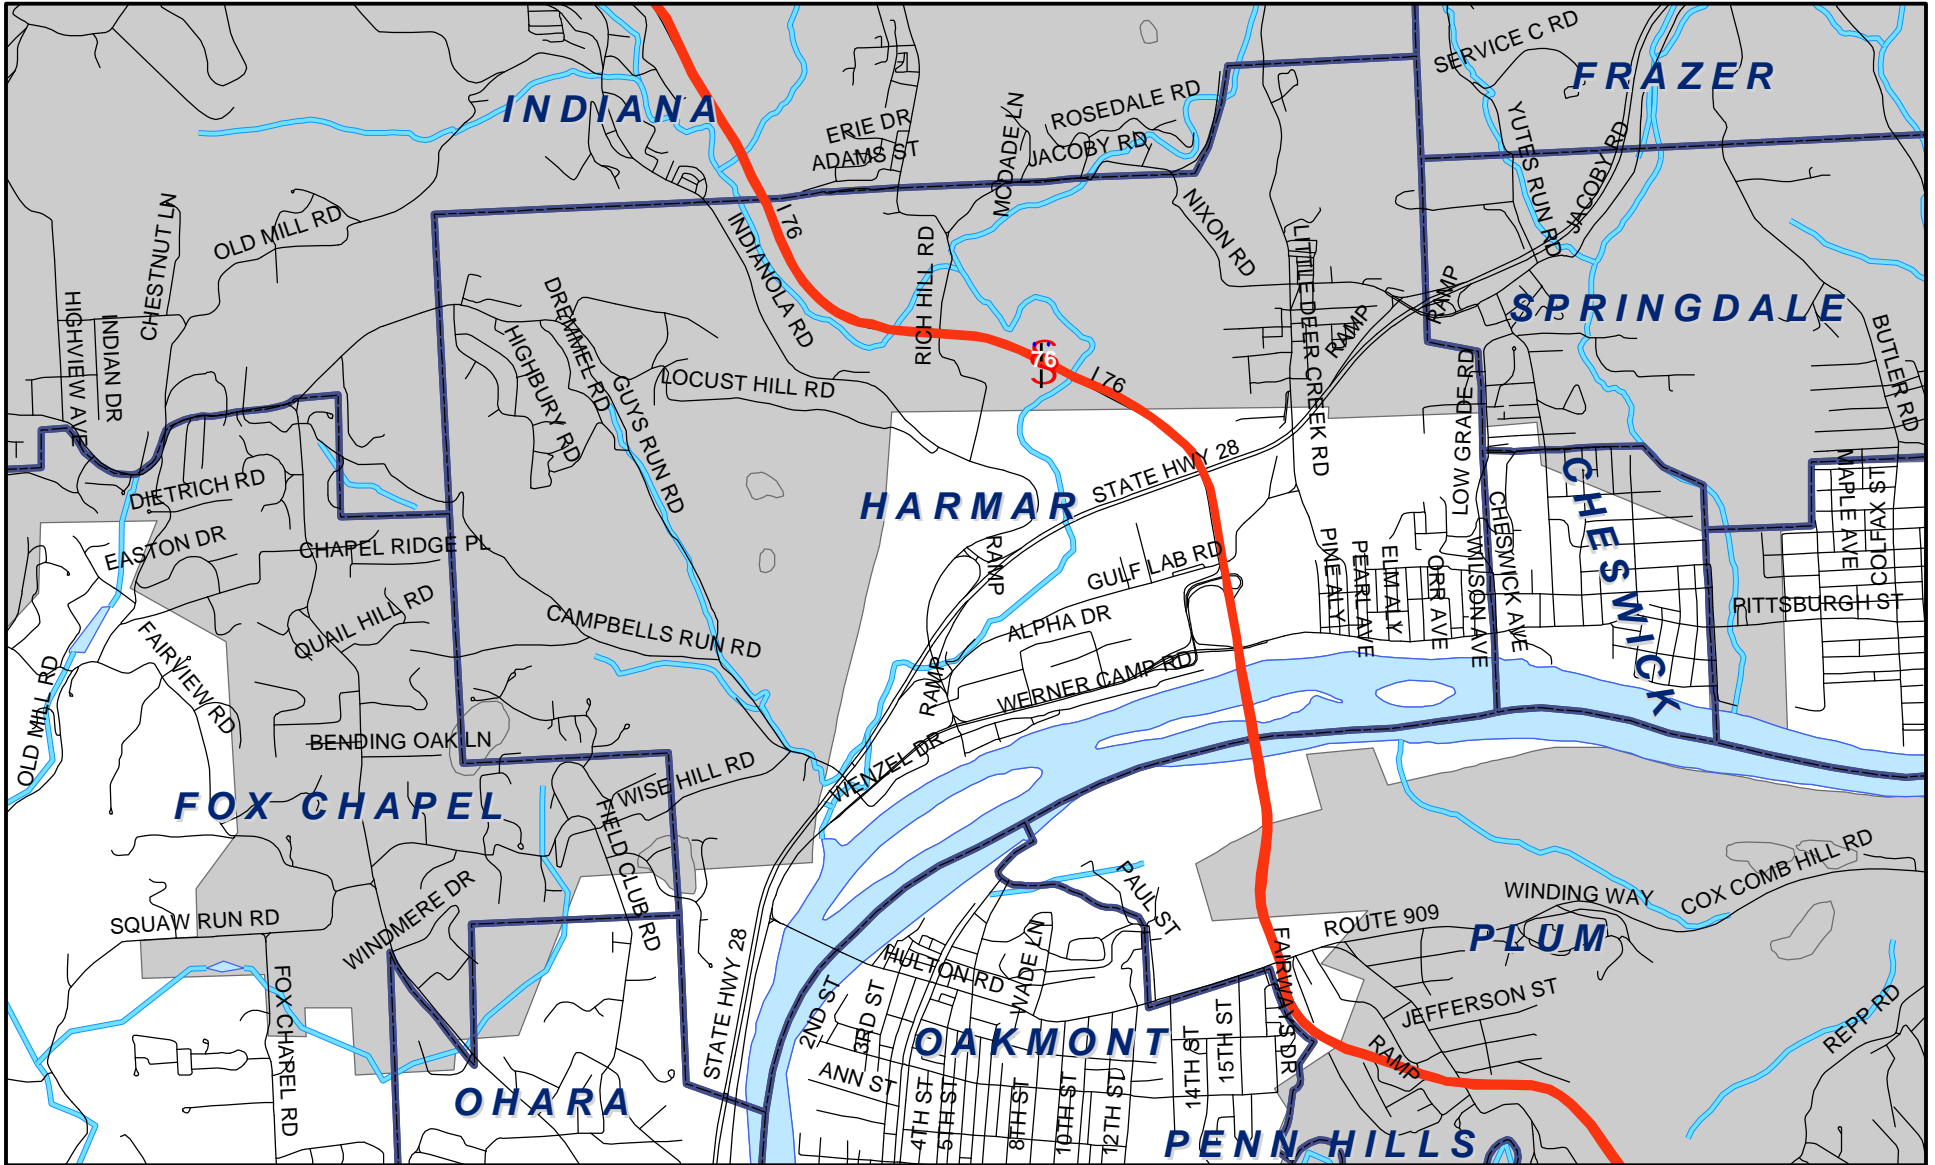 SERVICE C RD
FRAZER
INDIANA
ERIE DR
ADAMS ST
MCDADE LN
ROSEDALE RD
JACOBY RD
YUTES RUN RD
JACOBY RD
CHESTNUT LN
OLD MILL RD
I 76
INDIANOLA RD
RICH HILL RD
NIXON RD
LITTLE DEER CREEK RD
RAMP
RAMP
SPRINGDALE
HIGHVIEW AVE
INDIAN DR
DREMMEL RD
HIGHBURY RD
GUYS RUN RD
LOCUST HILL RD
76
I 76
LOW GRADE RD
BUTLER RD
DIETRICH RD
EASTON DR
CHAPEL RIDGE PL
HARMAR
STATE HWY 28
CHESWICK
CHESWICK AVE
MAPLE AVE
COLFAX ST
RAMP
GULF LAB RD
PINE ALY
PEARL AVE
ELM ALY
ORR AVE
WILSON AVE
PITTSBURGH ST
QUAIL HILL RD
CAMPBELLS RUN RD
ALPHA DR
FAIRVIEW RD
OLD MILL RD
RAMP
WERNER CAMP RD
BENDING OAK LN
WENZEL DR
WISE HILL RD
FOX CHAPEL
FIELD CLUB RD
PAUL ST
COX COMB HILL RD
WINDING WAY
SQUAW RUN RD
WINDMERE DR
ROUTE 909
PLUM
HULTON RD
WADE LN
FAIRWAYS DR
FOX CHAPEL RD
STATE HWY 28
2ND ST
3RD ST
OAKMONT
JEFFERSON ST
REPP RD
RAMP
ANN ST
4TH ST
5TH ST
8TH ST
10TH ST
12TH ST
14TH ST
15TH ST
OHARA
PENN HILLS